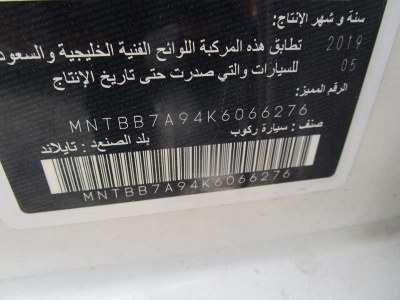 سنة و شهر الإنتاج: 2019
تطابق هذه المركبة اللوائح الفنية الخليجية والسعود 05
للسيارات والتي صدرت حتى تاريخ الإنتاج
الرقم المميز:
MNTBB7A94K6066276
صنف: سيارة ركوب بلد الصنع: تايلاند
MNTBB7A94K6066276